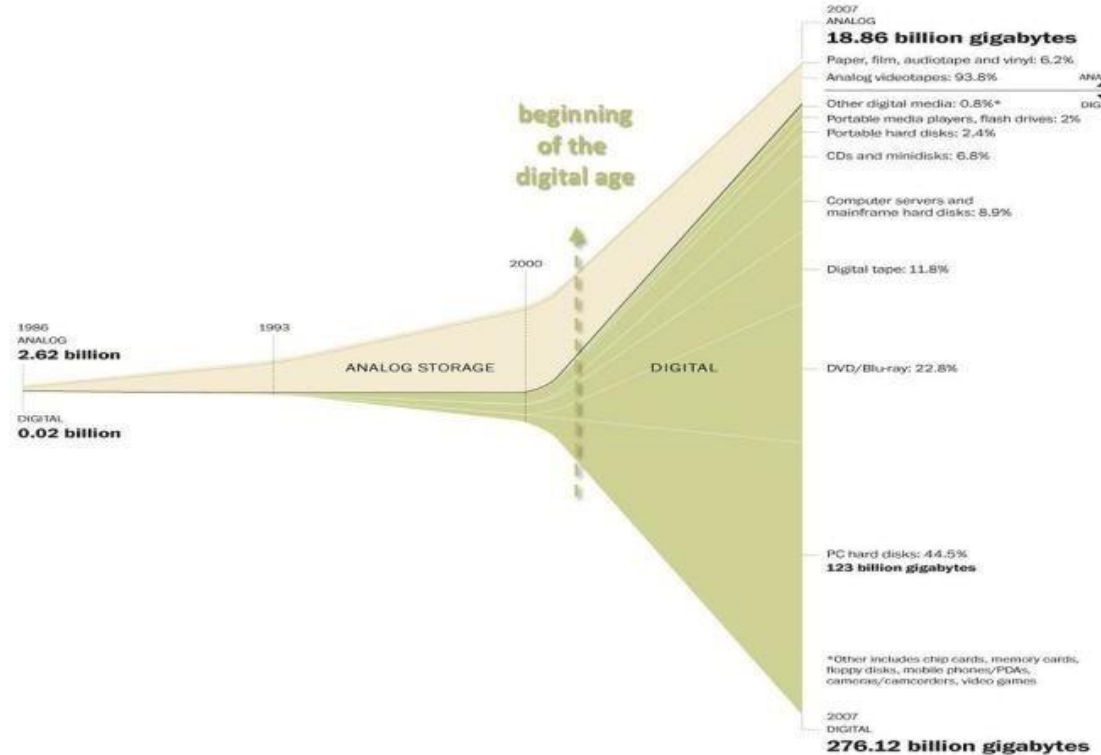 2007
ANALOG
18.86 billion gigabytes
Paper, film, audiotape and vinyl: 6.2%
Analog videotapes: 93.8%
ANA
DIG
Other digital media: 0.8%*
Portable media players, flash drives: 2%
Portable hard disks: 2.4%
CDs and minidisks: 6.8%
Computer servers and
mainframe hard disks: 8.9%
Digital tape: 11.8%
DVD/Blu-ray: 22.8%
PC hard disks: 44.5%
123 billion gigabytes
*Other includes chip cards, memory cards,
floppy disks, mobile phones/PDAs,
cameras/camcorders, video games
2007
DIGITAL
276.12 billion gigabytes
beginning
of the
digital age
2000
1993
1986
ANALOG
2.62 billion
ANALOG STORAGE
DIGITAL
DIGITAL
0.02 billion